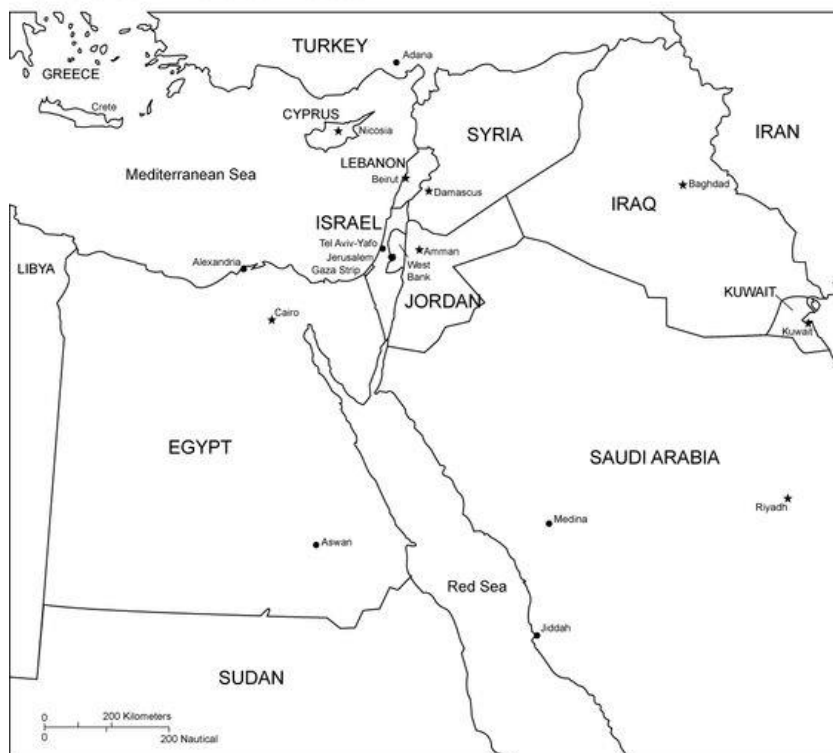 TURKEY
Adana
GREECE
Crete
CYPRUS
Nicosia
SYRIA
IRAN
LEBANON
Mediterranean Sea
Beirut
Damascus
Baghdad
IRAQ
ISRAEL
Tel Aviv-Yafo
Amman
Jerusalem
Alexandria
LIBYA
Gaza Strip
West
Bank
JORDAN
KUWAIT
Kuwait
Cairo
EGYPT
SAUDI ARABIA
Riyadh
Medina
Aswan
Red Sea
Jiddah
SUDAN
0
200 Kilometers
0
200 Nautical